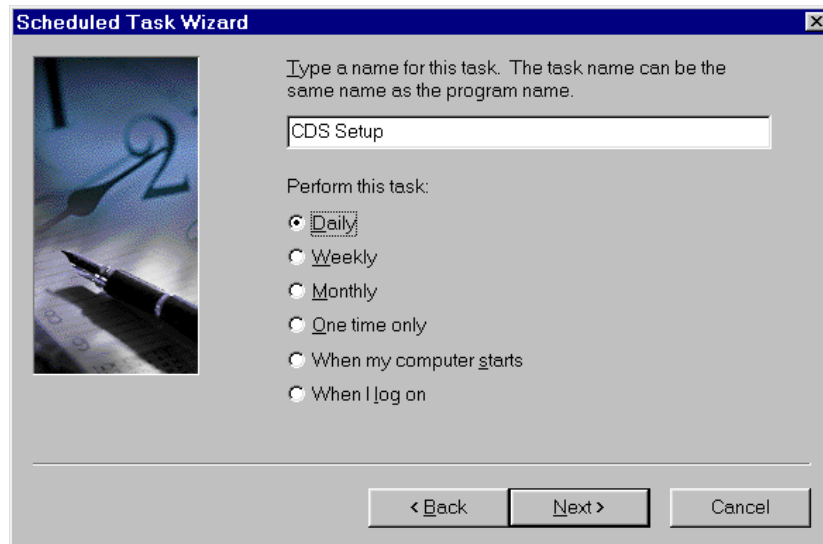 Scheduled Task Wizard
Type a name for this task. The task name can be the
same name as the program name.
CDS Setup
Perform this task:
Daily
Weekly
Monthly
One time only
When my computer starts
When I log on
< Back
Next >
Cancel